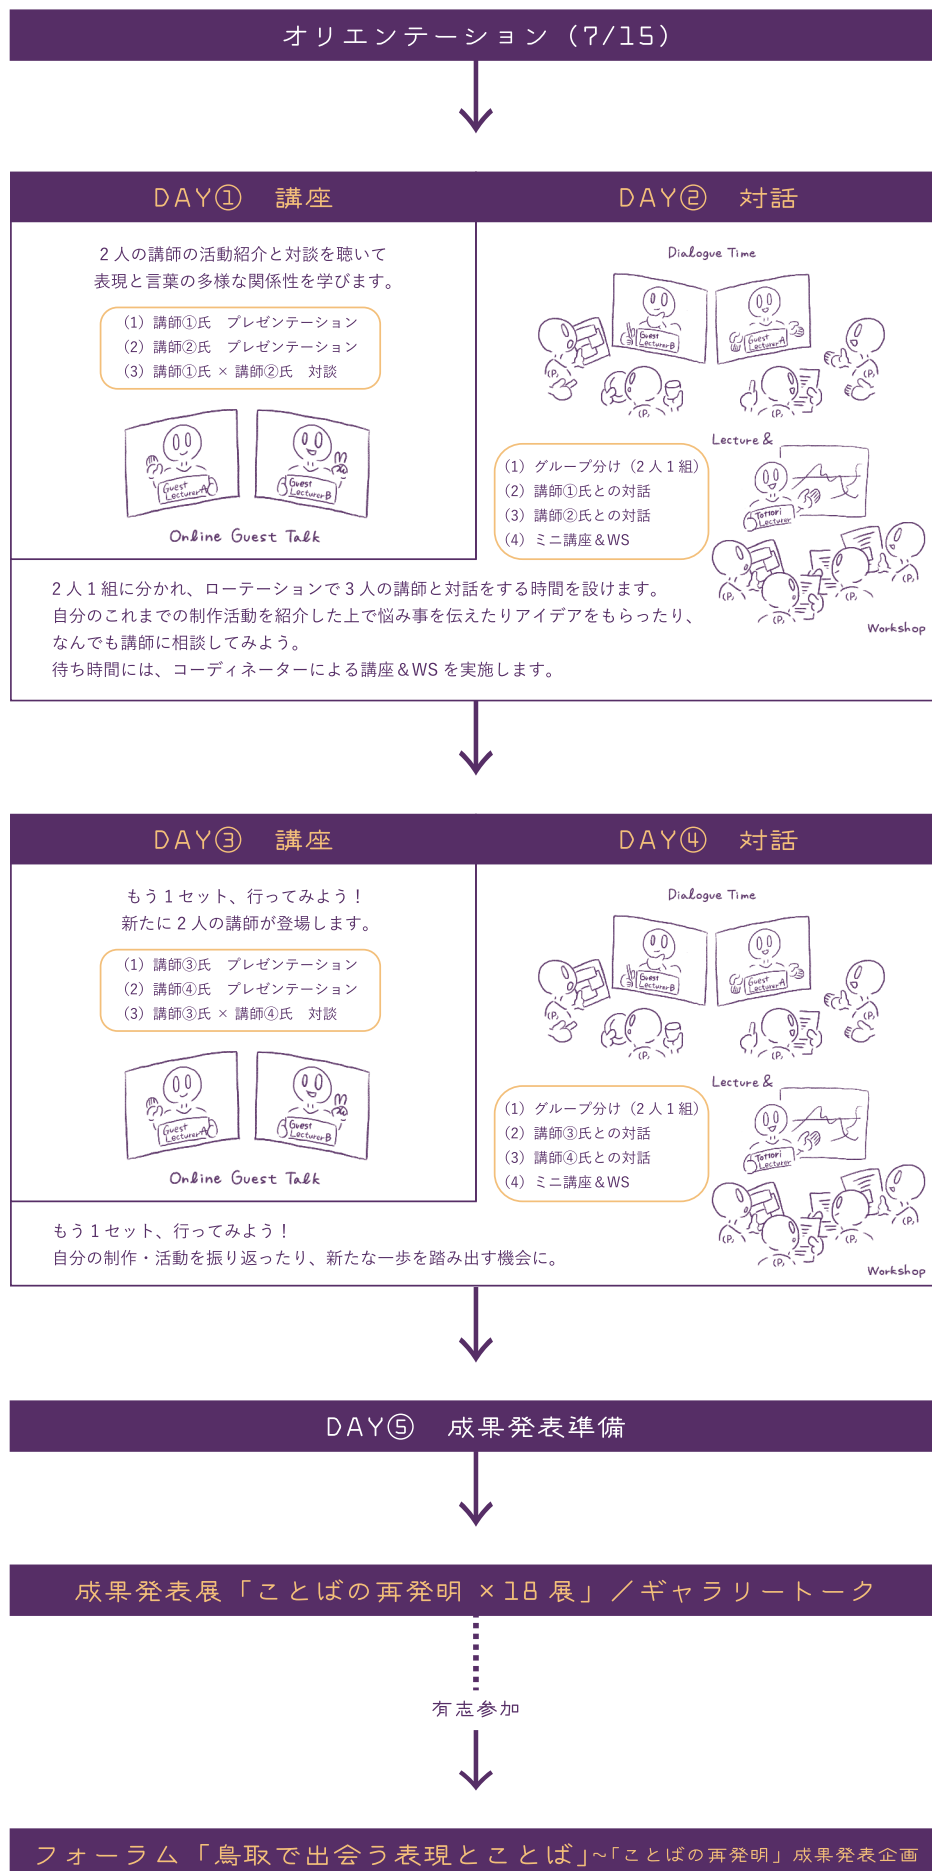 オリエンテーション（7/15）
DAY① 講座
2人の講師の活動紹介と対談を聴いて
表現と言葉の多様な関係性を学びます。
（1）講師①氏　プレゼンテーション
（2）講師②氏　プレゼンテーション
（3）講師①氏 × 講師②氏　対談
Guest
LecturerA
Guest
LecturerB
Online Guest Talk
DAY② 対話
Dialogue Time
Guest
LecturerB
Guest
LecturerA
（1）グループ分け（2人1組）
（2）講師①氏との対話
（3）講師②氏との対話
（4）ミニ講座＆WS
Lecture &
Tottori
Lecturer
Workshop
2人1組に分かれ、ローテーションで3人の講師と対話をする時間を設けます。
自分のこれまでの制作活動を紹介した上で悩み事を伝えたりアイデアをもらったり、
なんでも講師に相談してみよう。
待ち時間には、コーディネーターによる講座＆WSを実施します。
DAY③ 講座
もう1セット、行ってみよう！
新たに2人の講師が登場します。
（1）講師③氏　プレゼンテーション
（2）講師④氏　プレゼンテーション
（3）講師③氏 × 講師④氏　対談
Guest
LecturerA
Guest
LecturerB
Online Guest Talk
DAY④ 対話
Dialogue Time
Guest
LecturerB
Guest
LecturerA
（1）グループ分け（2人1組）
（2）講師③氏との対話
（3）講師④氏との対話
（4）ミニ講座＆WS
Lecture &
Tottori
Lecturer
Workshop
もう1セット、行ってみよう！
自分の制作・活動を振り返ったり、新たな一歩を踏み出す機会に。
DAY⑤ 成果発表準備
成果発表展「ことばの再発明 ×18展」／ギャラリートーク
有志参加
フォーラム「鳥取で出会う表現とことば」～「ことばの再発明」成果発表企画